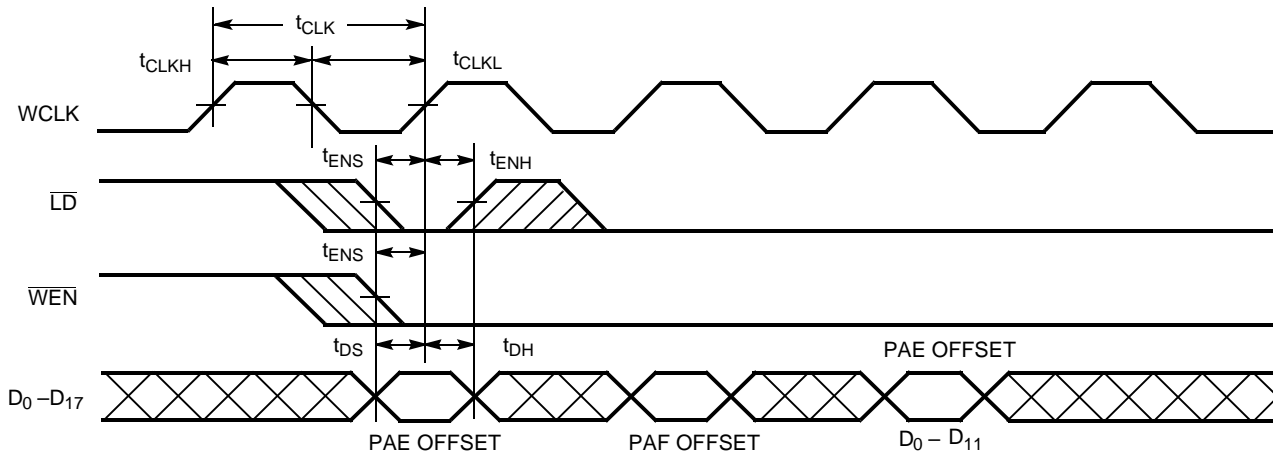 tCLK
tCLKH
tCLKL
WCLK
tENS
tENH
LD
tENS
WEN
tDS
tDH
PAE OFFSET
D0 –D17
PAE OFFSET
PAF OFFSET
D0 – D11